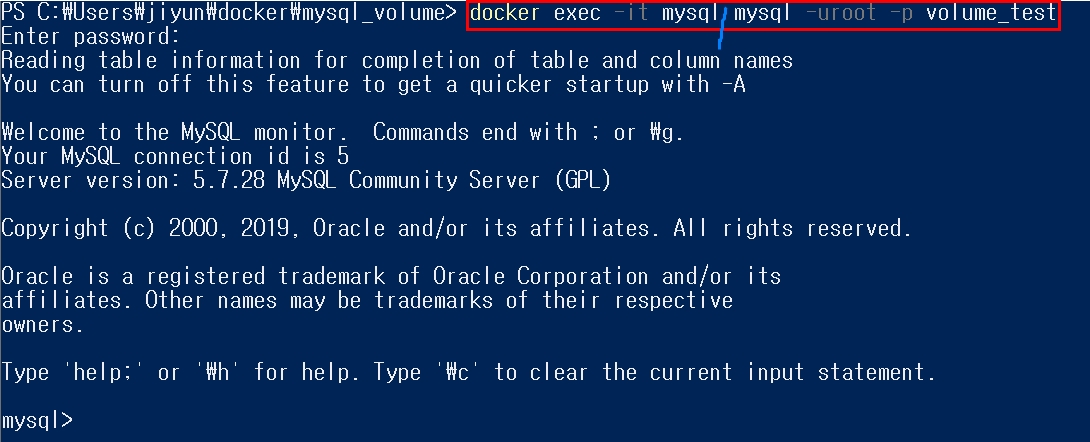 PS C:₩Users₩jiyun₩docker₩mysql_volume> docker exec -it mysql mysql -uroot -p volume_test
Enter password:
Reading table information for completion of table and column names
You can turn off this feature to get a quicker startup with -A
Welcome to the MySQL monitor.  Commands end with ; or ₩g.
Your MySQL connection id is 5
Server version: 5.7.28 MySQL Community Server (GPL)
Copyright (c) 2000, 2019, Oracle and/or its affiliates. All rights reserved.
Oracle is a registered trademark of Oracle Corporation and/or its
affiliates. Other names may be trademarks of their respective
owners.
Type 'help;' or '₩h' for help. Type '₩c' to clear the current input statement.
mysql>